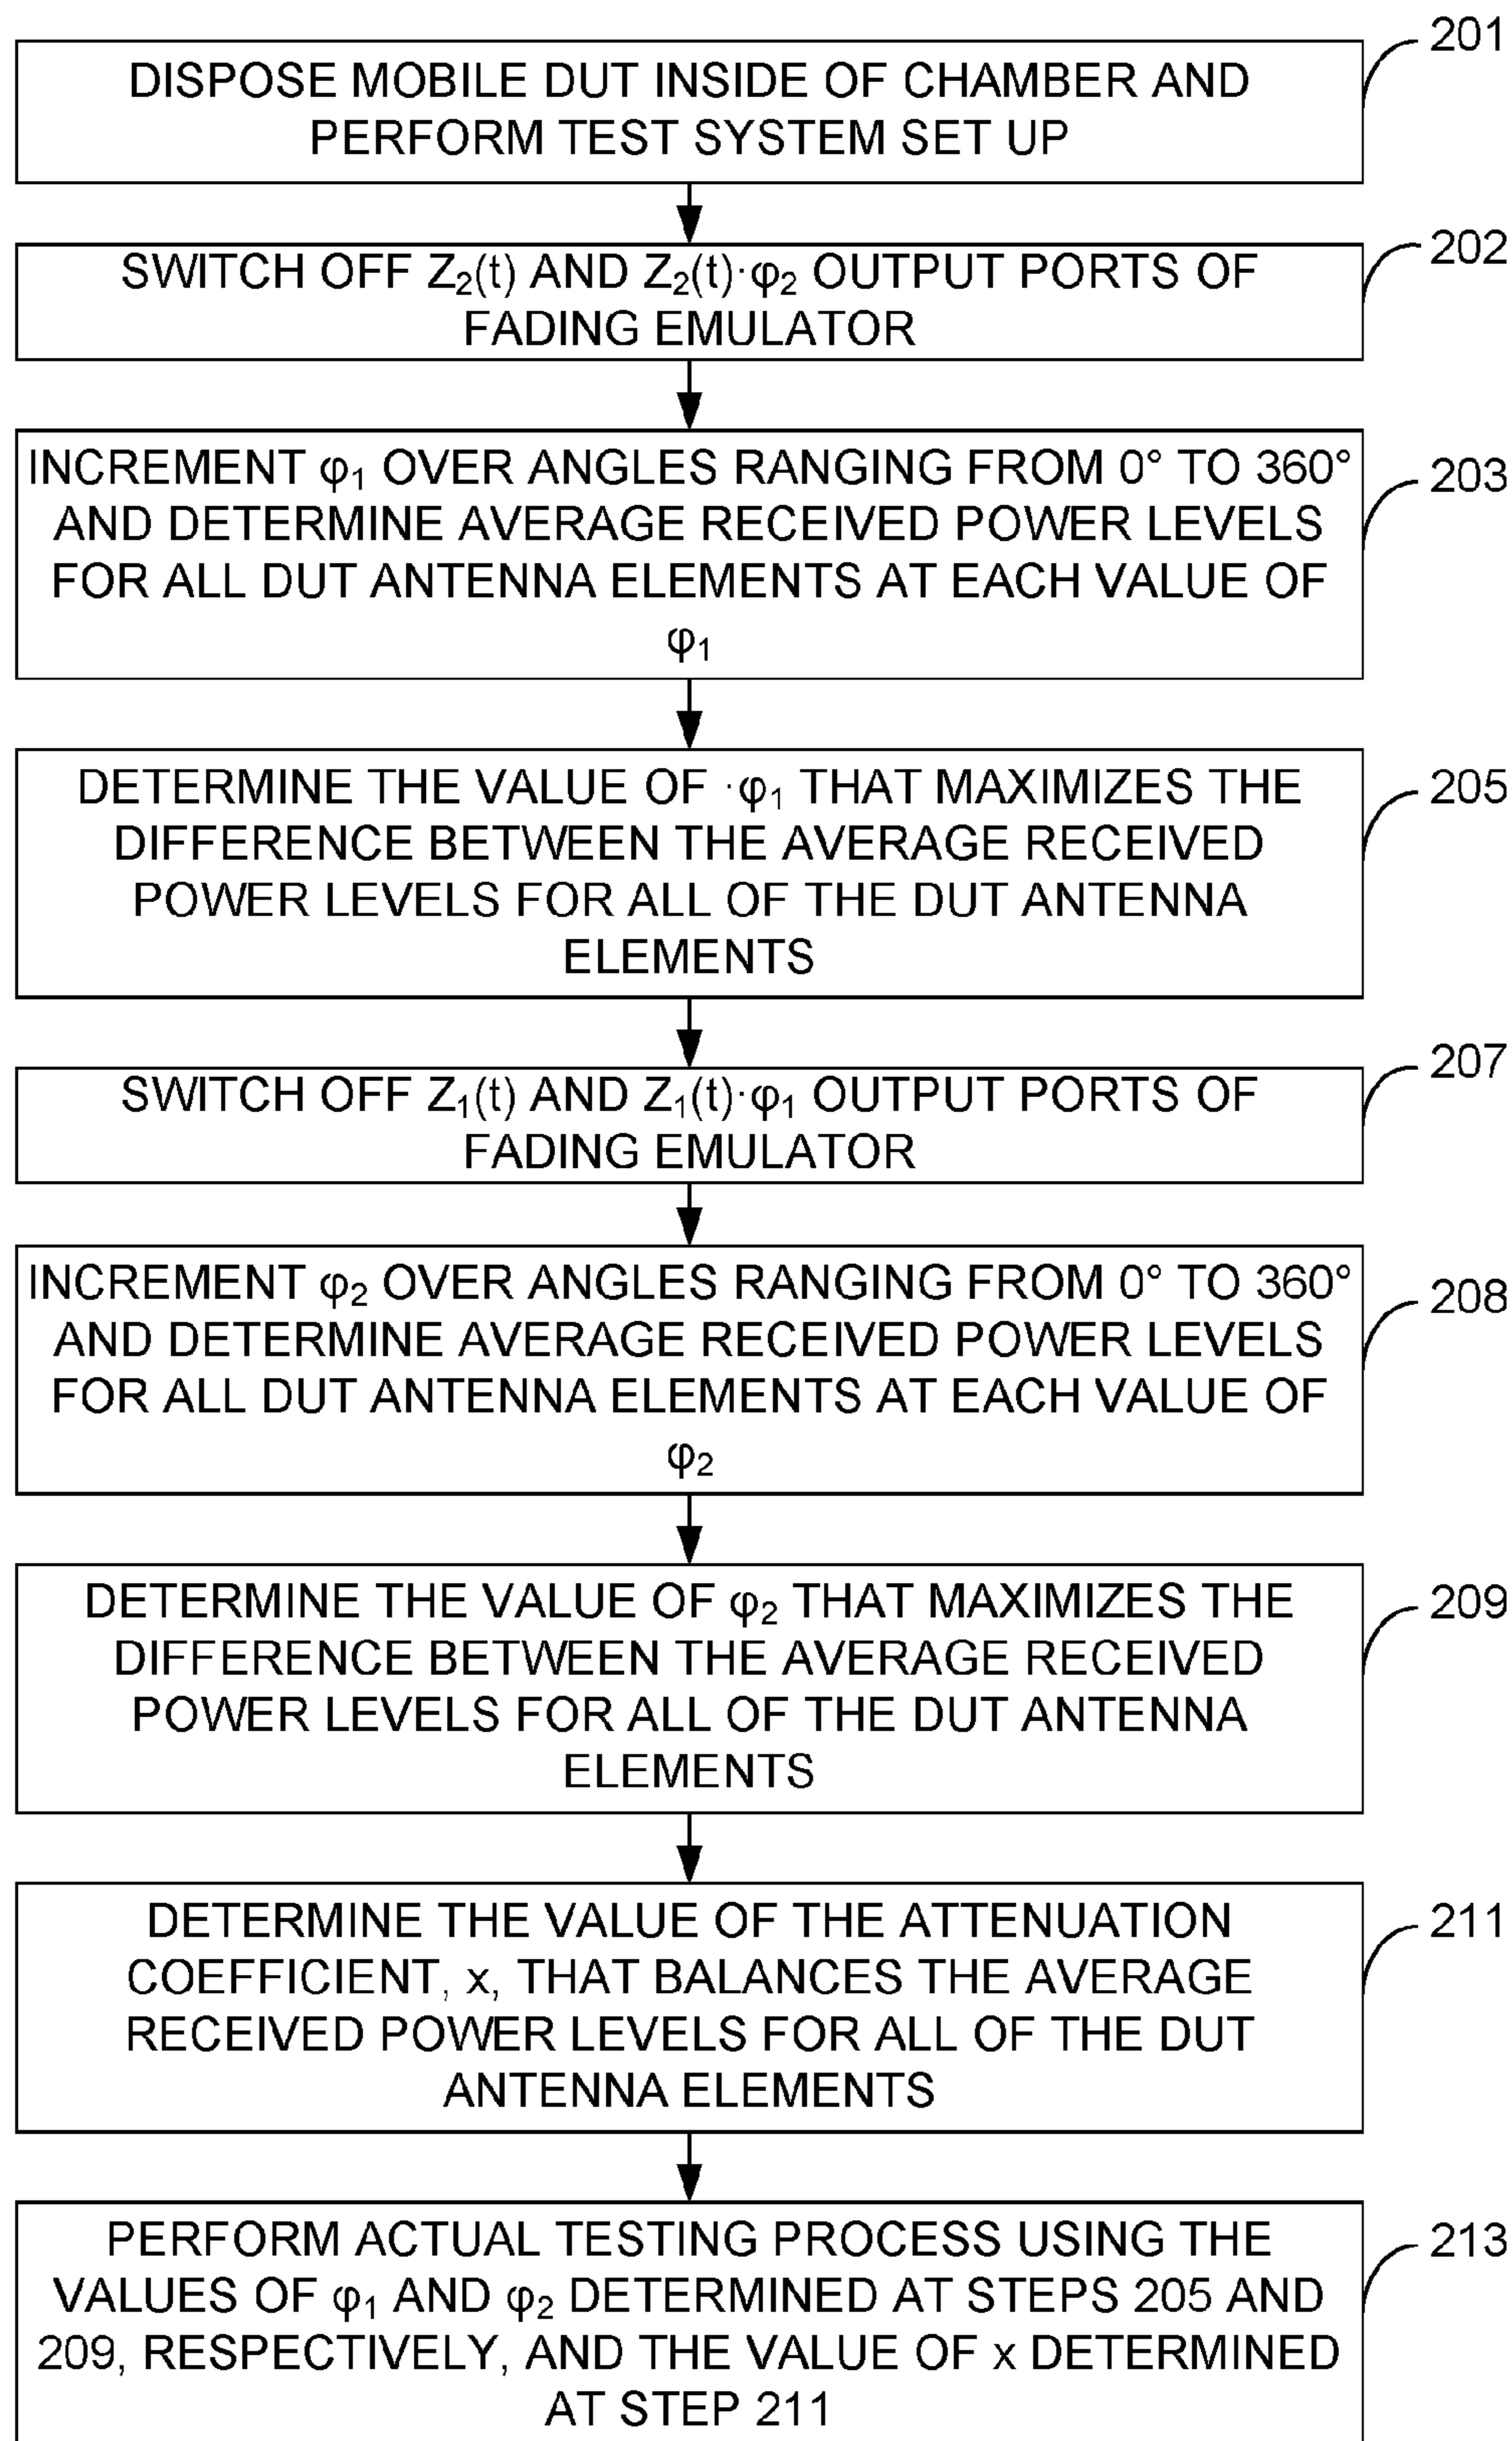 201
DISPOSE MOBILE DUT INSIDE OF CHAMBER AND
PERFORM TEST SYSTEM SET UP
202
SWITCH OFF Z₂(t) AND Z₂(t)·φ₂ OUTPUT PORTS OF
FADING EMULATOR
203
INCREMENT φ₁ OVER ANGLES RANGING FROM 0° TO 360°
AND DETERMINE AVERAGE RECEIVED POWER LEVELS
FOR ALL DUT ANTENNA ELEMENTS AT EACH VALUE OF
φ₁
205
DETERMINE THE VALUE OF ·φ₁ THAT MAXIMIZES THE
DIFFERENCE BETWEEN THE AVERAGE RECEIVED
POWER LEVELS FOR ALL OF THE DUT ANTENNA
ELEMENTS
207
SWITCH OFF Z₁(t) AND Z₁(t)·φ₁ OUTPUT PORTS OF
FADING EMULATOR
208
INCREMENT φ₂ OVER ANGLES RANGING FROM 0° TO 360°
AND DETERMINE AVERAGE RECEIVED POWER LEVELS
FOR ALL DUT ANTENNA ELEMENTS AT EACH VALUE OF
φ₂
209
DETERMINE THE VALUE OF φ₂ THAT MAXIMIZES THE
DIFFERENCE BETWEEN THE AVERAGE RECEIVED
POWER LEVELS FOR ALL OF THE DUT ANTENNA
ELEMENTS
211
DETERMINE THE VALUE OF THE ATTENUATION
COEFFICIENT, x, THAT BALANCES THE AVERAGE
RECEIVED POWER LEVELS FOR ALL OF THE DUT
ANTENNA ELEMENTS
213
PERFORM ACTUAL TESTING PROCESS USING THE
VALUES OF φ₁ AND φ₂ DETERMINED AT STEPS 205 AND
209, RESPECTIVELY, AND THE VALUE OF x DETERMINED
AT STEP 211